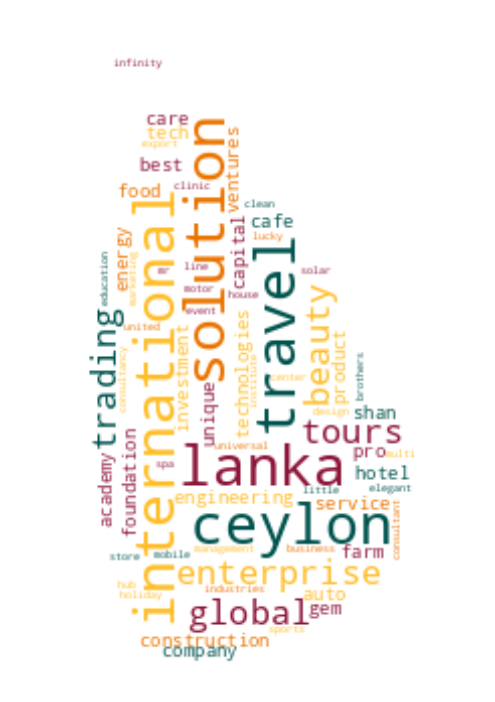 infinity
care
tech
export
best
solution
ventures
food
clinic
international
clean
cafe
lucky
energy
education
marketing
mr
line
motor
capital
house
travel
solar
event
trading
united
investment
technologies
beauty
product
consultancy
institute
center
brothers
unique
design
shan
tours
academy
foundation
universal
spa
lanka
pro
multi
hotel
engineering
little
elegant
service
ceylon
consultant
store
mobile
management
business
farm
enterprise
hub
holiday
industries
auto
global
gem
sports
construction
company